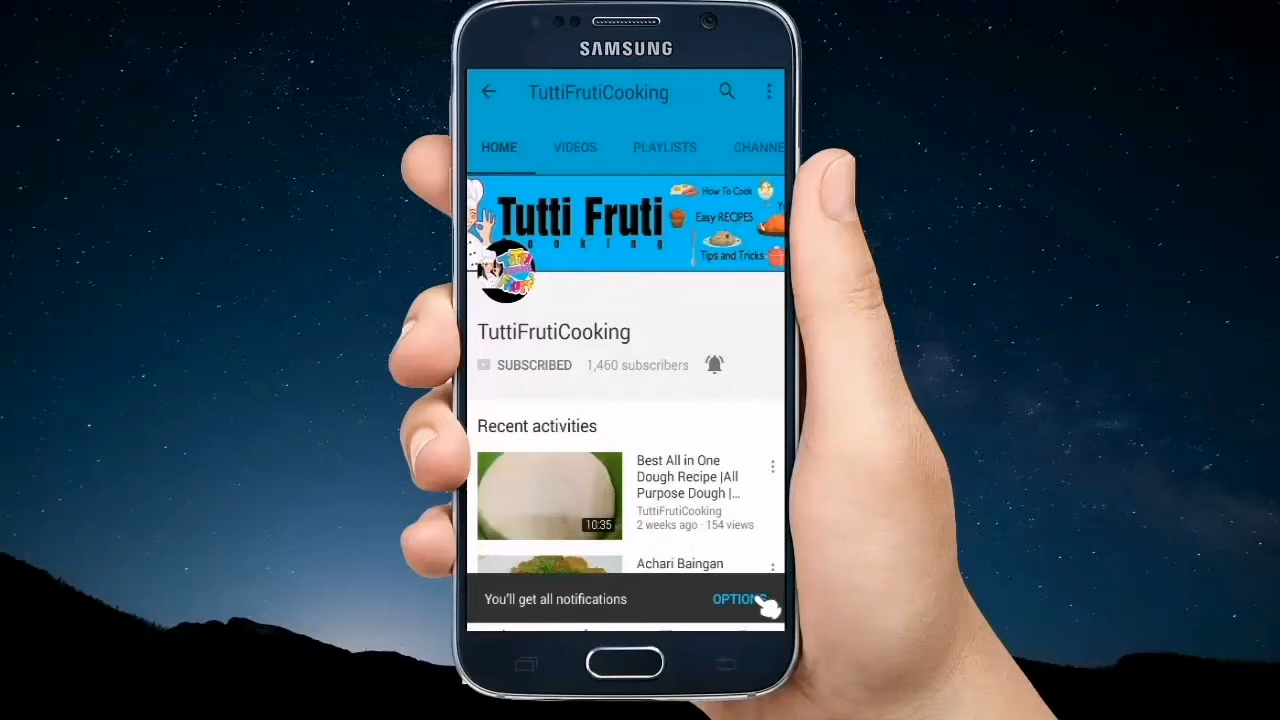 SAMSUNG
TuttiFrutiCooking
HOME VIDEOS PLAYLISTS CHANNE
Tutti Fruti
ooking
How To Cook
Easy RECIPES
Tips and Tricks
TuttiFrutiCooking
SUBSCRIBED 1,460 subscribers
Recent activities
Best All in One
Dough Recipe |All
Purpose Dough |...
TuttiFrutiCooking
2 weeks ago · 154 views
10:35
Achari Baingan
You'll get all notifications OPTIONS